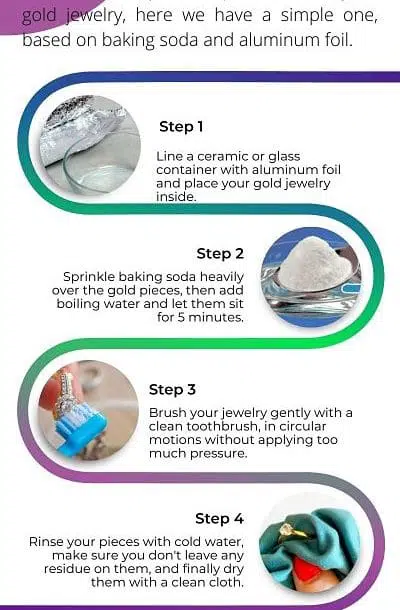 gold jewelry, here we have a simple one,
based on baking soda and aluminum foil.
Step 1
Line a ceramic or glass
container with aluminum foil
and place your gold jewelry
inside.
Step 2
Sprinkle baking soda heavily
over the gold pieces, then add
boiling water and let them sit
for 5 minutes.
Step 3
Brush your jewelry gently with a
clean toothbrush, in circular
motions without applying too
much pressure.
Step 4
Rinse your pieces with cold water,
make sure you don't leave any
residue on them, and finally dry
them with a clean cloth.